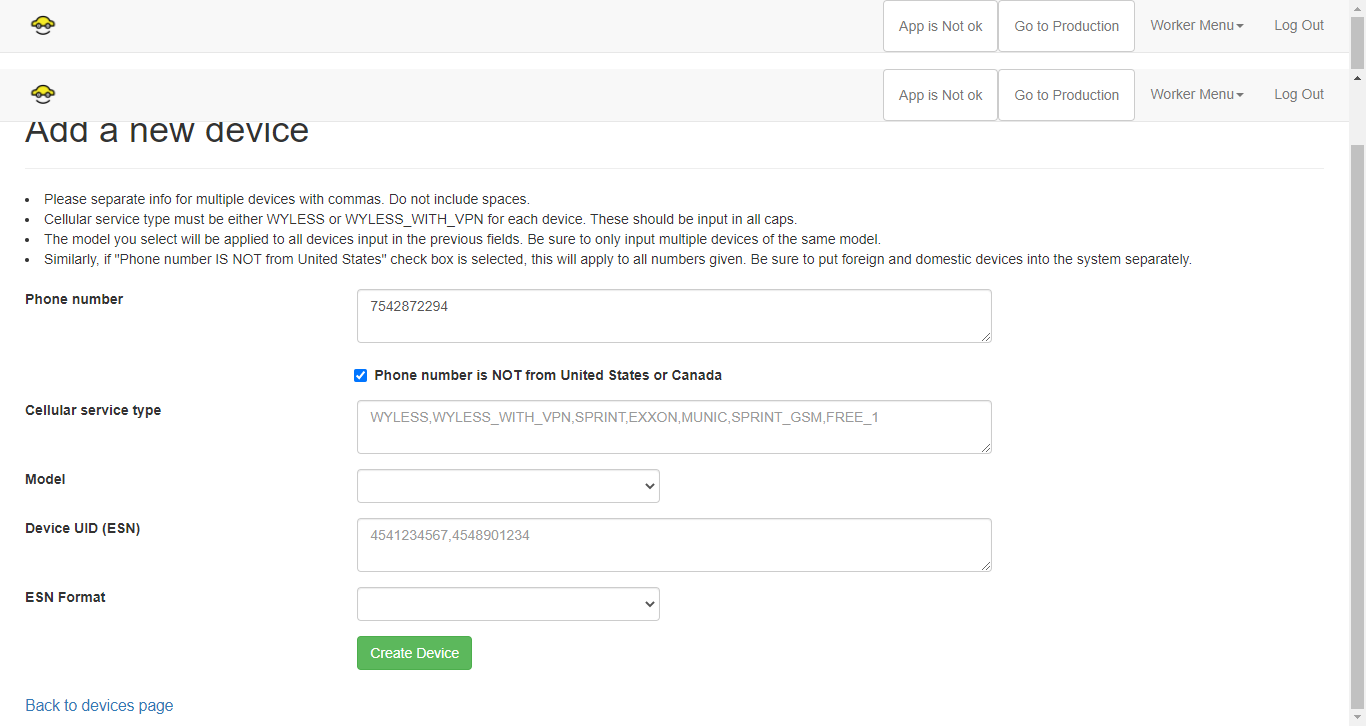 App is Not ok Go to Production Worker Menu Log Out
App is Not ok Go to Production Worker Menu Log Out
Add a new device
Please separate info for multiple devices with commas. Do not include spaces.
Cellular service type must be either WYLESS or WYLESS_WITH_VPN for each device. These should be input in all caps.
The model you select will be applied to all devices input in the previous fields. Be sure to only input multiple devices of the same model.
Similarly, if "Phone number IS NOT from United States" check box is selected, this will apply to all numbers given. Be sure to put foreign and domestic devices into the system separately.
Phone number
7542872294
Phone number is NOT from United States or Canada
Cellular service type
WYLESS,WYLESS_WITH_VPN,SPRINT,EXXON,MUNIC,SPRINT_GSM,FREE_1
Model
Device UID (ESN)
4541234567,4548901234
ESN Format
Create Device
Back to devices page